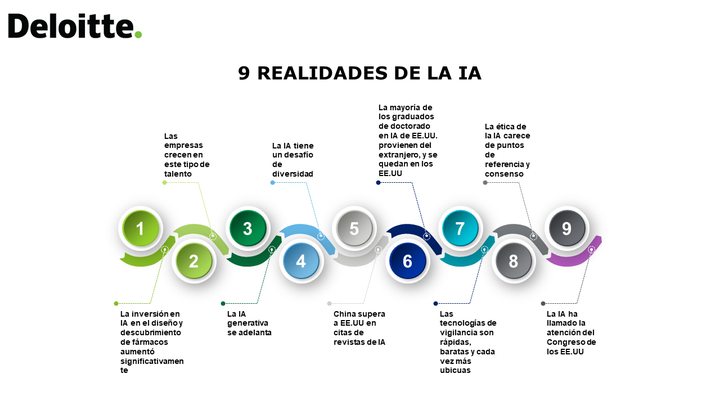 Deloitte.
9 REALIDADES DE LA IA
La mayoría de
los graduados
de doctorado
en IA de EE.UU.
provienen del
extranjero, y se
quedan en los
EE.UU
La ética de
la IA carece
de puntos
de
referencia y
consenso
Las
empresas
crecen en
este tipo de
talento
La IA tiene
un desafío
de
diversidad
1
2
3
4
5
6
7
8
9
La inversión en
IA en el diseño y
descubrimiento
de fármacos
aumentó
significativamen
te
La IA
generativa
se adelanta
China supera
a EE.UU en
citas de
revistas de IA
Las
tecnologías de
vigilancia son
rápidas,
baratas y cada
vez más
ubicuas
La IA ha
llamado la
atención del
Congreso de
los EE.UU